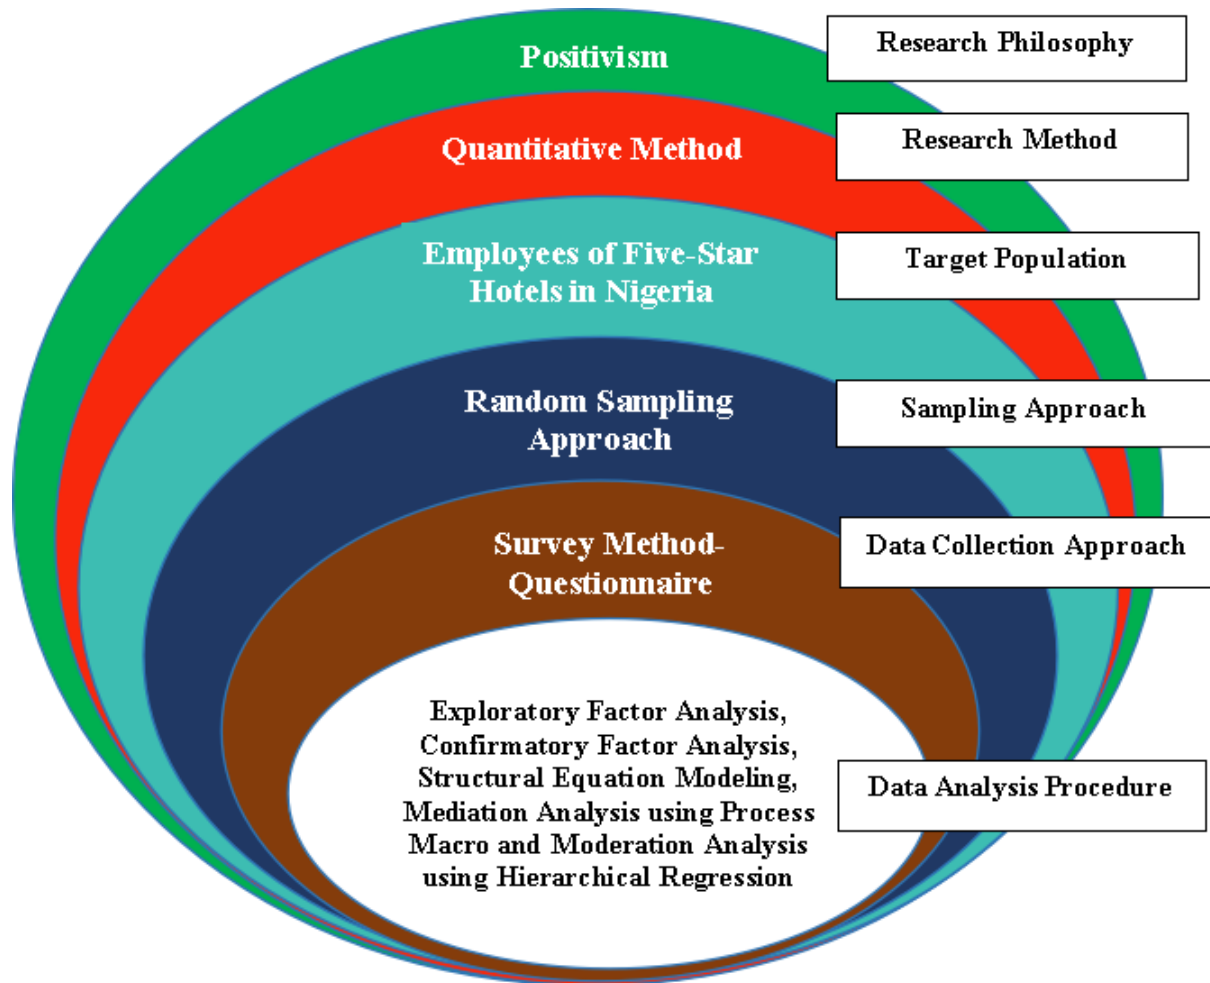 Positivism
Research Philosophy
Quantitative Method
Research Method
Employees of Five-Star
Hotels in Nigeria
Target Population
Random Sampling
Approach
Sampling Approach
Survey Method-
Questionnaire
Data Collection Approach
Exploratory Factor Analysis,
Confirmatory Factor Analysis,
Structural Equation Modeling,
Mediation Analysis using Process
Macro and Moderation Analysis
using Hierarchical Regression
Data Analysis Procedure